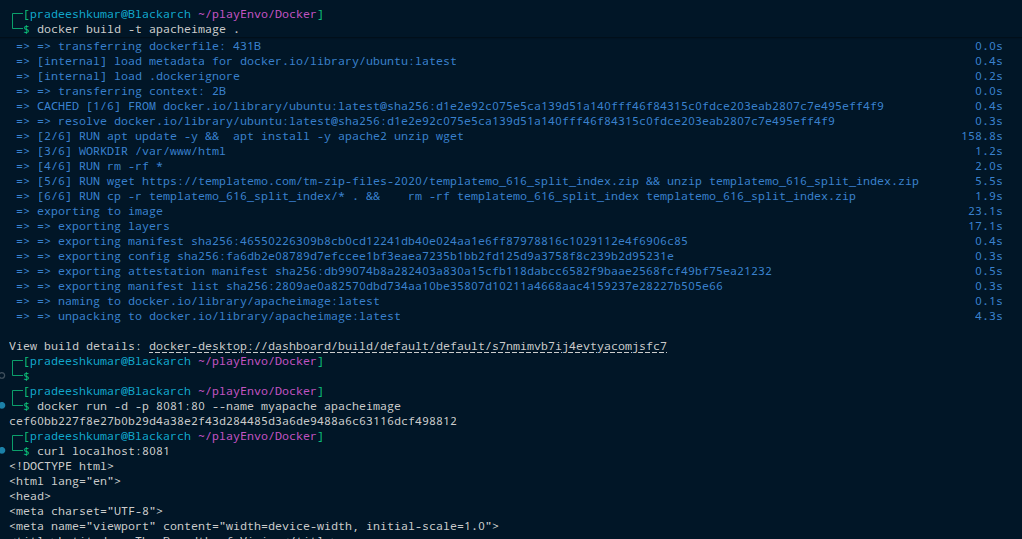 ┌─[pradeeshkumar@Blackarch ~/playEnvo/Docker]
└─$ docker build -t apacheimage .
=> => transferring dockerfile: 431B 0.0s
=> [internal] load metadata for docker.io/library/ubuntu:latest 0.4s
=> [internal] load .dockerignore 0.2s
=> => transferring context: 2B 0.0s
=> CACHED [1/6] FROM docker.io/library/ubuntu:latest@sha256:d1e2e92c075e5ca139d51a140fff46f84315c0fdce203eab2807c7e495eff4f9 0.4s
=> => resolve docker.io/library/ubuntu:latest@sha256:d1e2e92c075e5ca139d51a140fff46f84315c0fdce203eab2807c7e495eff4f9 0.3s
=> [2/6] RUN apt update -y &&  apt install -y apache2 unzip wget 158.8s
=> [3/6] WORKDIR /var/www/html 1.2s
=> [4/6] RUN rm -rf * 2.0s
=> [5/6] RUN wget https://templatemo.com/tm-zip-files-2020/templatemo_616_split_index.zip && unzip templatemo_616_split_index.zip 5.5s
=> [6/6] RUN cp -r templatemo_616_split_index/* . &&    rm -rf templatemo_616_split_index templatemo_616_split_index.zip 1.9s
=> exporting to image 23.1s
=> => exporting layers 17.1s
=> => exporting manifest sha256:46550226309b8cb0cd12241db40e024aa1e6ff87978816c1029112e4f6906c85 0.4s
=> => exporting config sha256:fa6db2e08789d7efccee1bf3eaea7235b1bb2fd125d9a3758f8c239b2d95231e 0.3s
=> => exporting attestation manifest sha256:db99074b8a282403a830a15cfb118dabcc6582f9baae2568fcf49bf75ea21232 0.5s
=> => exporting manifest list sha256:2809ae0a82570dbd734aa10be35807d10211a4668aac4159237e28227b505e66 0.3s
=> => naming to docker.io/library/apacheimage:latest 0.1s
=> => unpacking to docker.io/library/apacheimage:latest 4.3s
View build details: docker-desktop://dashboard/build/default/default/s7nmimvb7ij4evtyacomjsfc7
┌─[pradeeshkumar@Blackarch ~/playEnvo/Docker]
└─$
┌─[pradeeshkumar@Blackarch ~/playEnvo/Docker]
└─$ docker run -d -p 8081:80 --name myapache apacheimage
cef60bb227f8e27b0b29d4a38e2f43d284485d3a6de9488a6c63116dcf498812
┌─[pradeeshkumar@Blackarch ~/playEnvo/Docker]
└─$ curl localhost:8081
<!DOCTYPE html>
<html lang="en">
<head>
<meta charset="UTF-8">
<meta name="viewport" content="width=device-width, initial-scale=1.0">